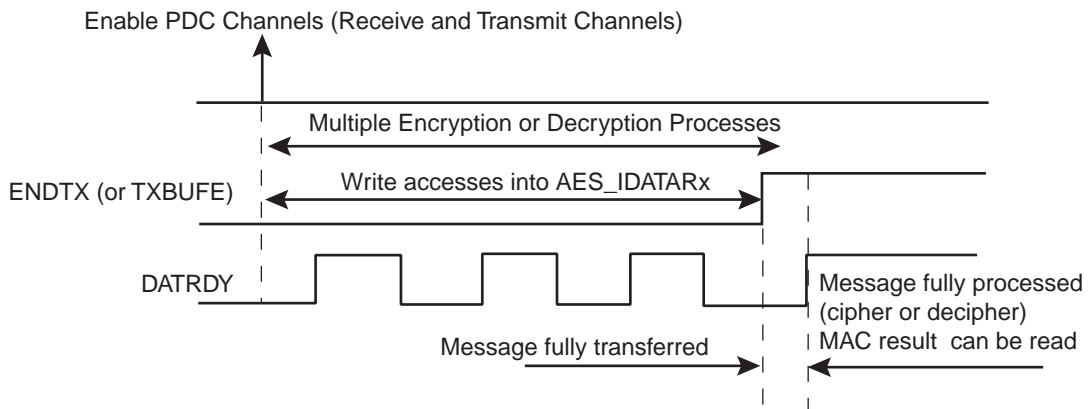 Enable PDC Channels (Receive and Transmit Channels)
Multiple Encryption or Decryption Processes
Write accesses into AES_IDATARx
ENDTX (or TXBUFE)
DATRDY
Message fully processed
(cipher or decipher)
MAC result can be read
Message fully transferred